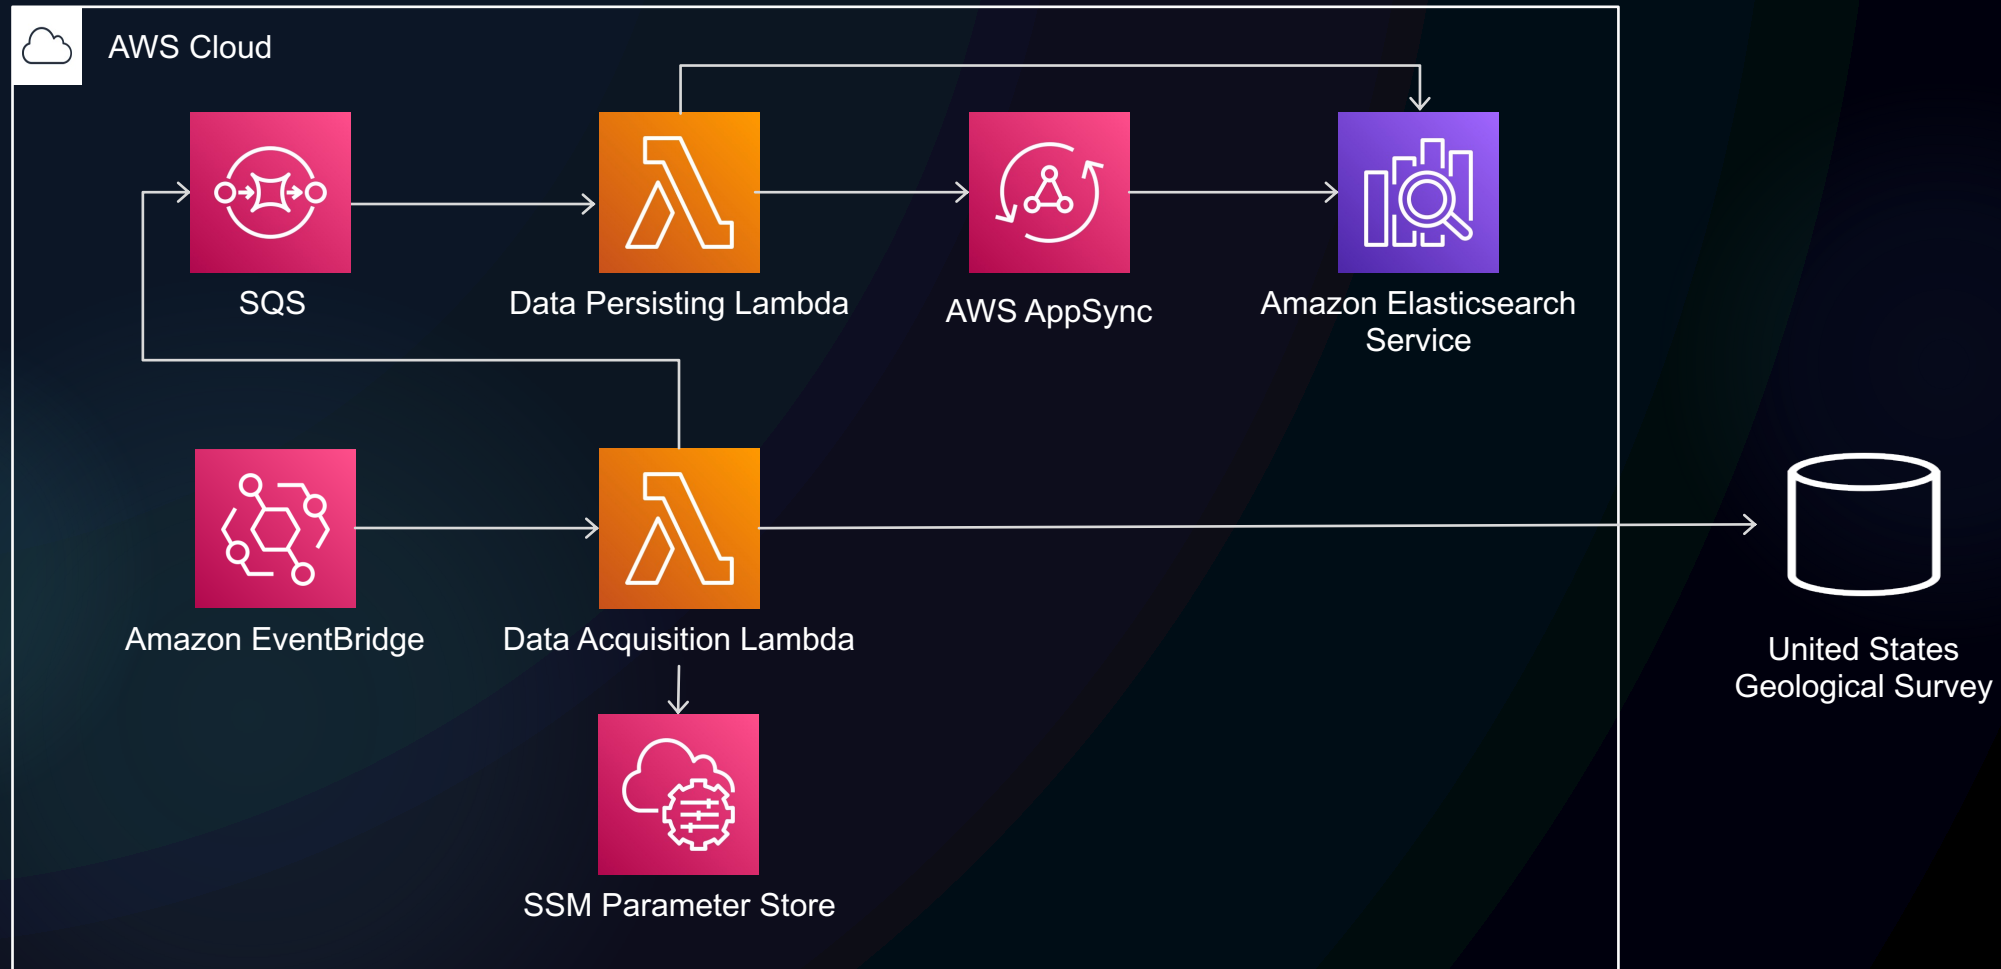 AWS Cloud
SQS
Data Persisting Lambda
AWS AppSync
Amazon Elasticsearch
Service
Amazon EventBridge
Data Acquisition Lambda
United States
Geological Survey
SSM Parameter Store